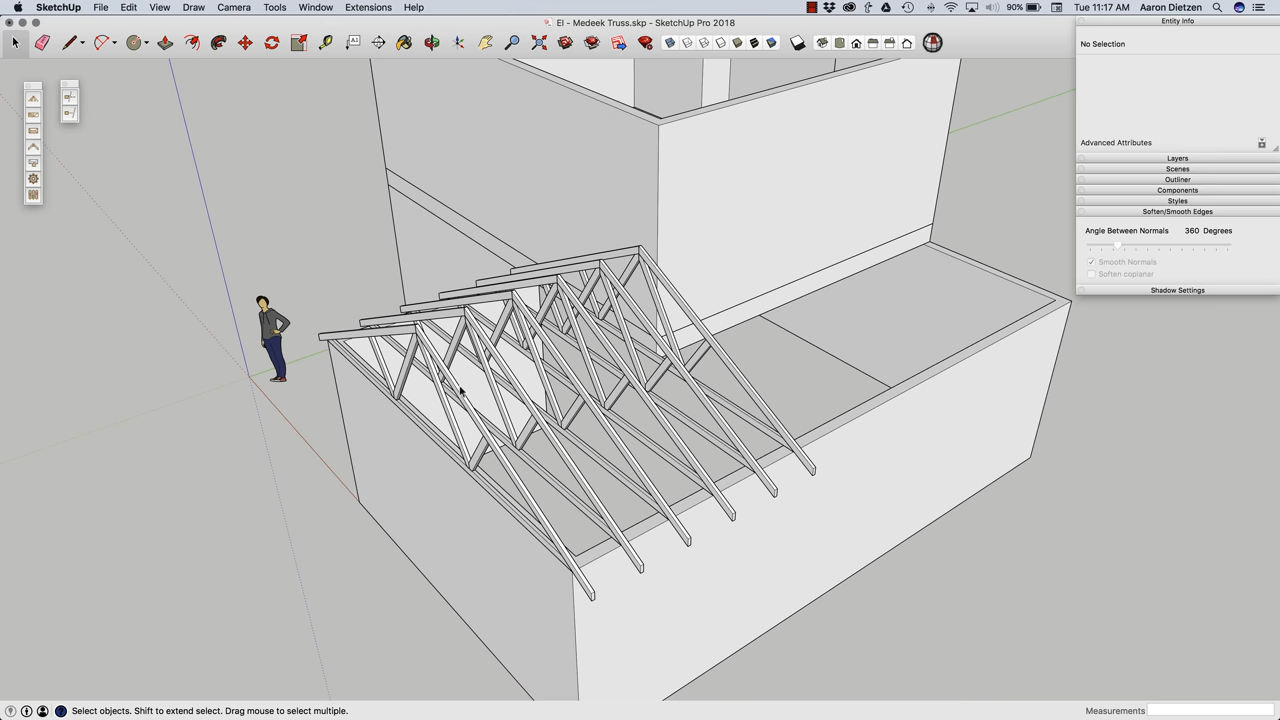 SketchUp File Edit View Draw Camera Tools Window Extensions Help
90% Tue 11:17 AM Aaron Dietzen
EI - Medeek Truss.skp - SketchUp Pro 2018
Entity Info
No Selection
Advanced Attributes
Layers
Scenes
Outliner
Components
Styles
Soften/Smooth Edges
Angle Between Normals 360 Degrees
Smooth Normals
Soften coplanar
Shadow Settings
Select objects. Shift to extend select. Drag mouse to select multiple.
Measurements